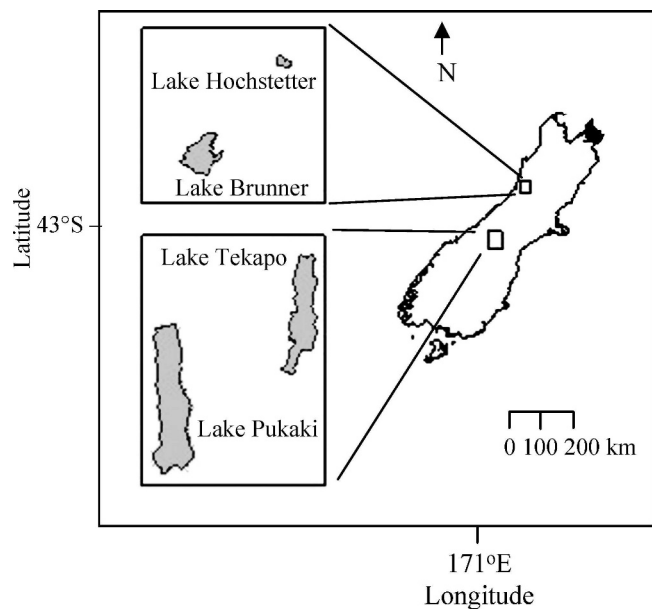 N
Lake Hochstetter
Lake Brunner
43°S
Latitude
Lake Tekapo
Lake Pukaki
0 100 200 km
171°E
Longitude